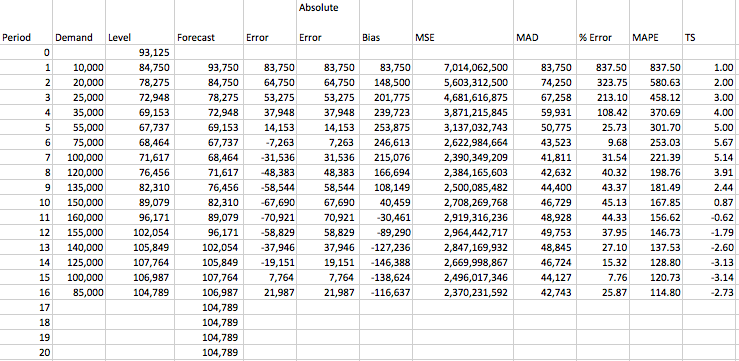 Absolute
Period Demand Level Forecast Error Error Bias MSE MAD % Error MAPE TS
0 93,125
1 10,000 84,750 93,750 83,750 83,750 83,750 7,014,062,500 83,750 837.50 837.50 1.00
2 20,000 78,275 84,750 64,750 64,750 148,500 5,603,312,500 74,250 323.75 580.63 2.00
3 25,000 72,948 78,275 53,275 53,275 201,775 4,681,616,875 67,258 213.10 458.12 3.00
4 35,000 69,153 72,948 37,948 37,948 239,723 3,871,215,845 59,931 108.42 370.69 4.00
5 55,000 67,737 69,153 14,153 14,153 253,875 3,137,032,743 50,775 25.73 301.70 5.00
6 75,000 68,464 67,737 -7,263 7,263 246,613 2,622,984,664 43,523 9.68 253.03 5.67
7 100,000 71,617 68,464 -31,536 31,536 215,076 2,390,349,209 41,811 31.54 221.39 5.14
8 120,000 76,456 71,617 -48,383 48,383 166,694 2,384,165,603 42,632 40.32 198.76 3.91
9 135,000 82,310 76,456 -58,544 58,544 108,149 2,500,085,482 44,400 43.37 181.49 2.44
10 150,000 89,079 82,310 -67,690 67,690 40,459 2,708,269,768 46,729 45.13 167.85 0.87
11 160,000 96,171 89,079 -70,921 70,921 -30,461 2,919,316,236 48,928 44.33 156.62 -0.62
12 155,000 102,054 96,171 -58,829 58,829 -89,290 2,964,442,717 49,753 37.95 146.73 -1.79
13 140,000 105,849 102,054 -37,946 37,946 -127,236 2,847,169,932 48,845 27.10 137.53 -2.60
14 125,000 107,764 105,849 -19,151 19,151 -146,388 2,669,998,867 46,724 15.32 128.80 -3.13
15 100,000 106,987 107,764 7,764 7,764 -138,624 2,496,017,346 44,127 7.76 120.73 -3.14
16 85,000 104,789 106,987 21,987 21,987 -116,637 2,370,231,592 42,743 25.87 114.80 -2.73
17 104,789
18 104,789
19 104,789
20 104,789